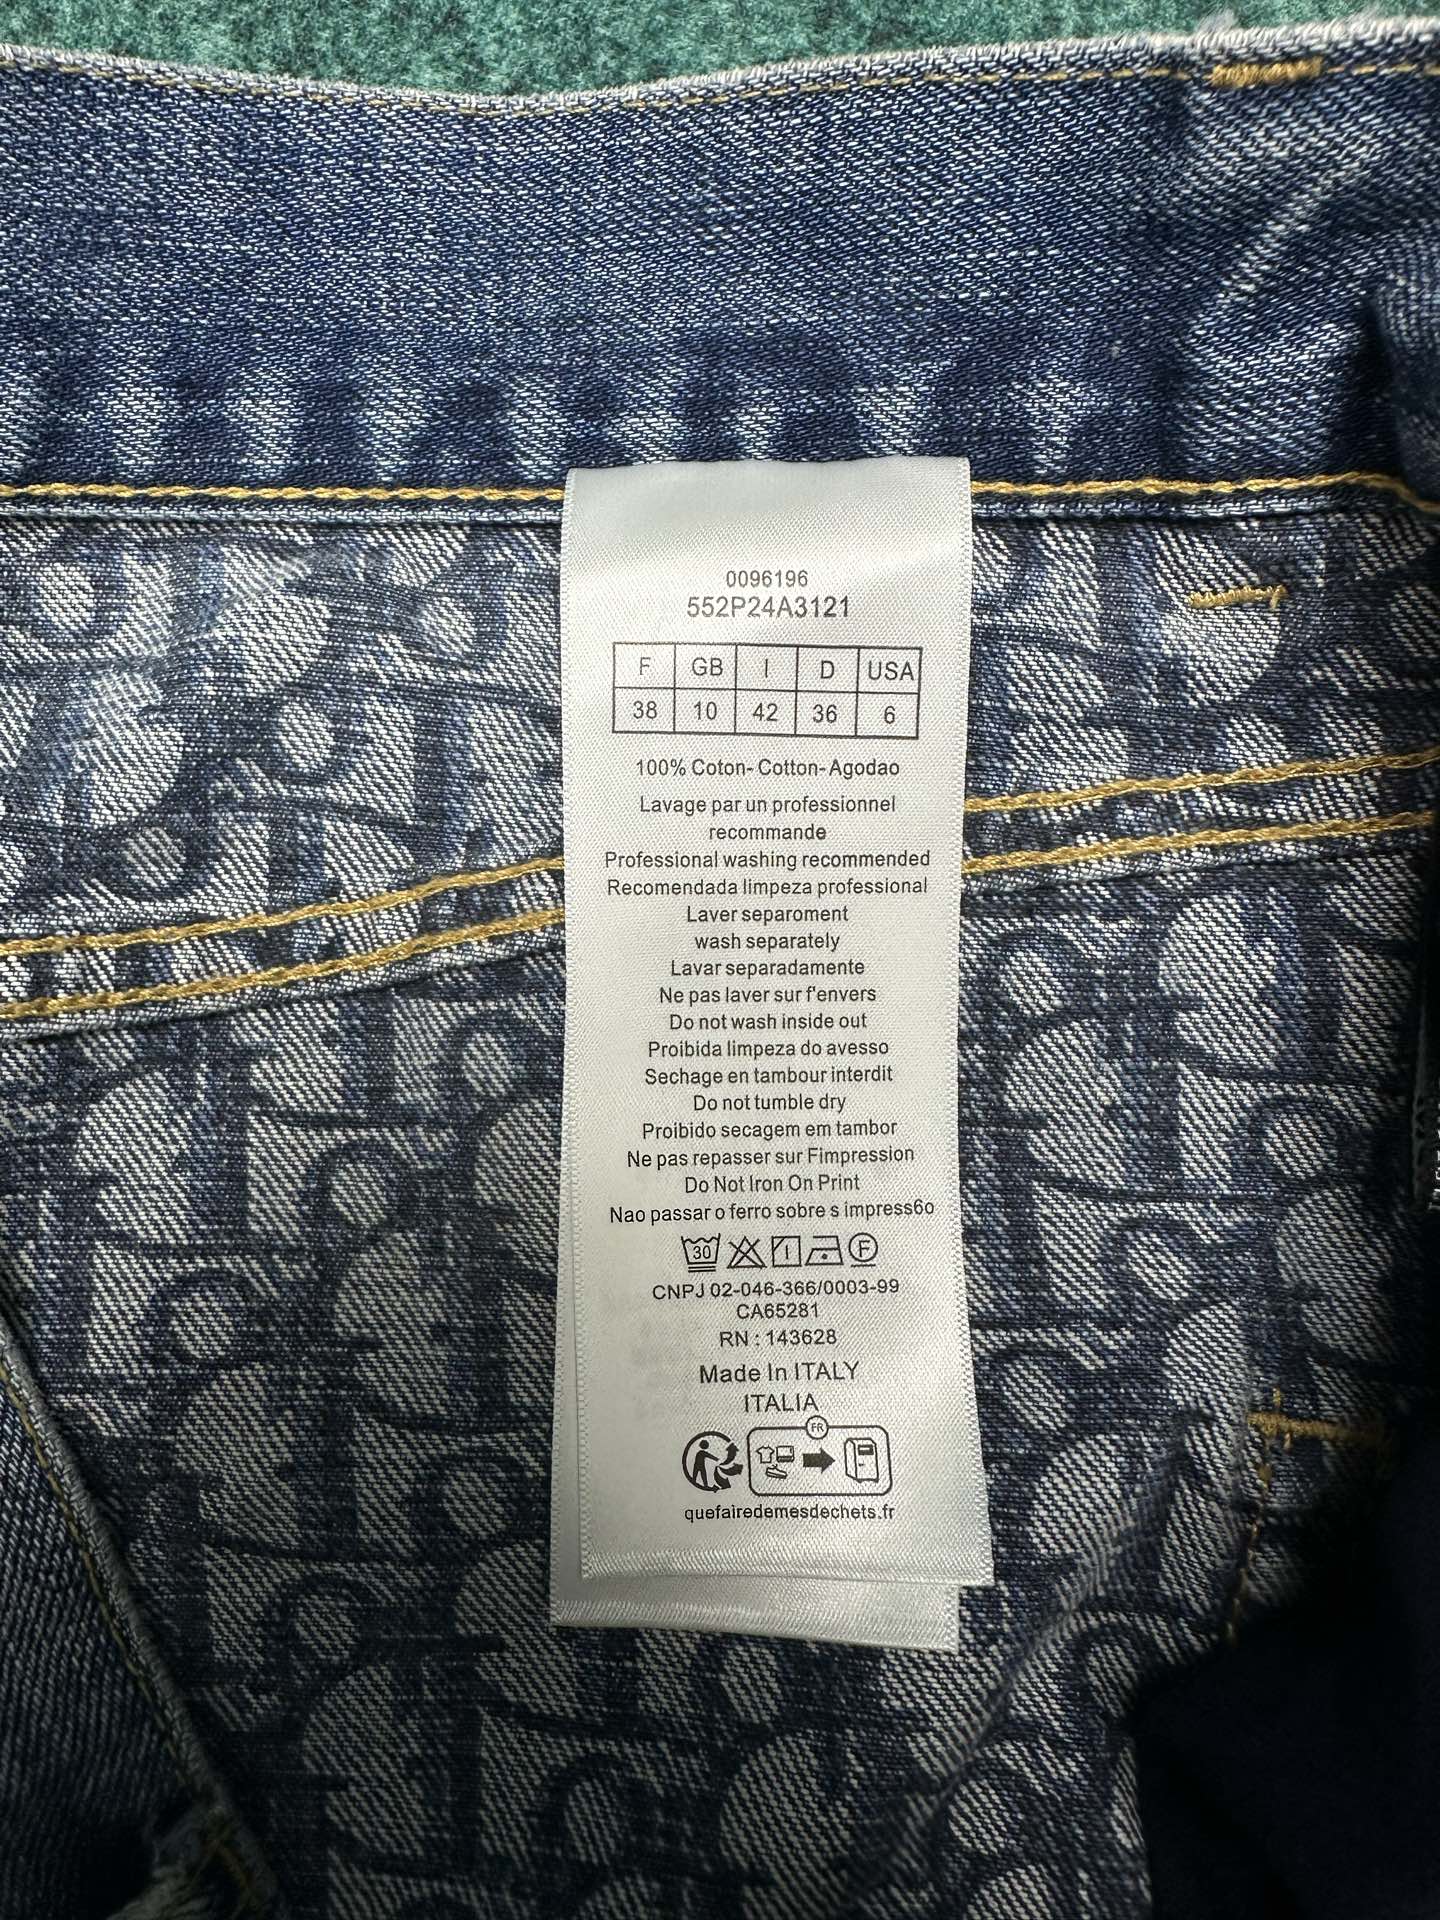 0096196
552P24A3121
F GB I D USA
38 10 42 36 6
100% Coton-Cotton-Agodao
Lavage par un professionnel
recommande
Professional washing recommended
Recomendada limpeza professional
Laver separoment
wash separately
Lavar separadamente
Ne pas laver sur f'envers
Do not wash inside out
Proibida limpeza do avesso
Sechage en tambour interdit
Do not tumble dry
Proibido secagem em tambor
Ne pas repasser sur Fimpression
Do Not Iron On Print
Nao passar o ferro sobre s impress6o
30 F
CNPJ 02-046-366/0003-99
CA65281
RN : 143628
Made In ITALY
ITALIA
FR
quefairedemesdechets.fr